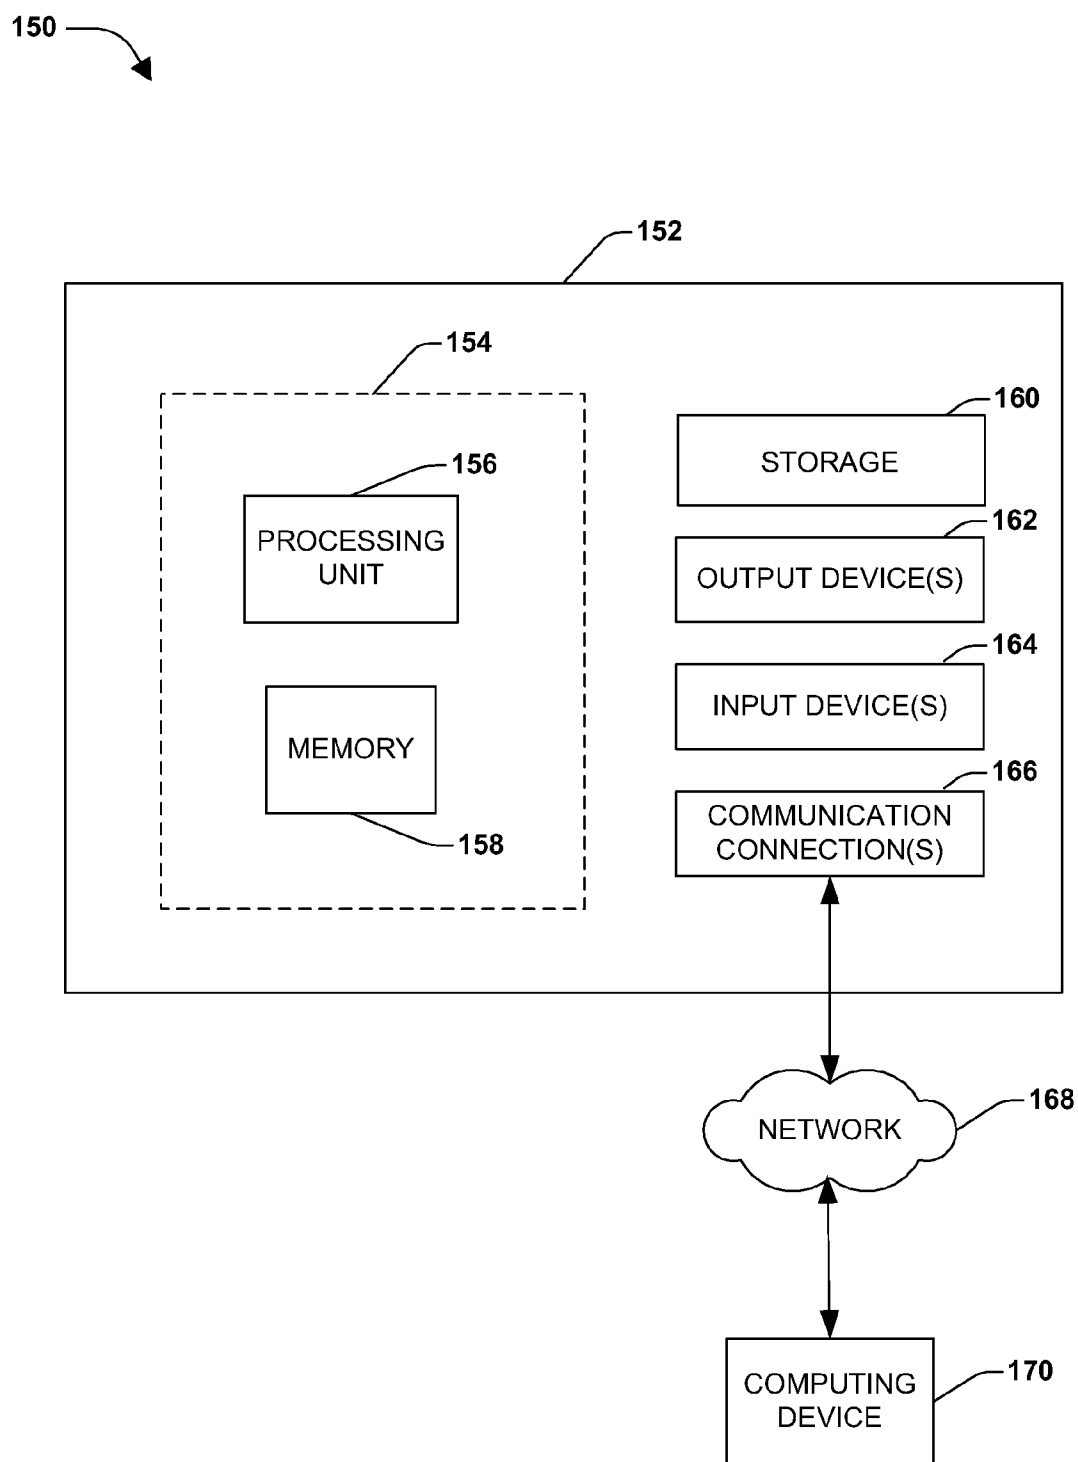 150
152
154
160
STORAGE
156
PROCESSING
UNIT
162
OUTPUT DEVICE(S)
164
INPUT DEVICE(S)
MEMORY
158
166
COMMUNICATION
CONNECTION(S)
168
NETWORK
170
COMPUTING
DEVICE